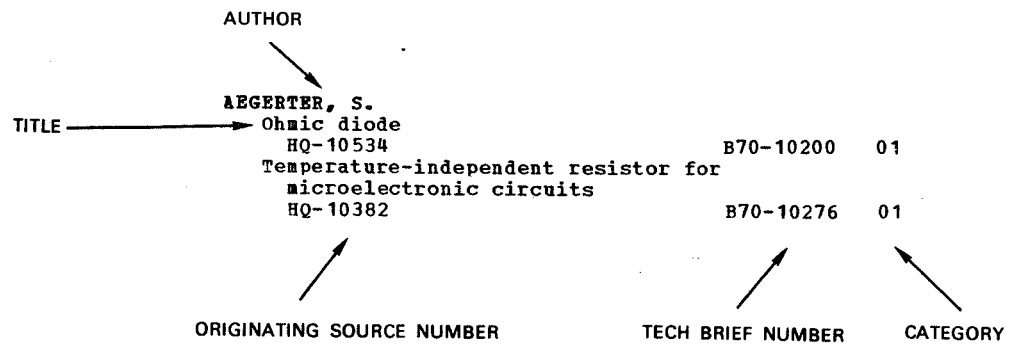 AUTHOR
AEGERTER, S.
TITLE
Ohmic diode
HQ-10534 B70-10200 01
Temperature-independent resistor for
microelectronic circuits
HQ-10382 B70-10276 01
ORIGINATING SOURCE NUMBER TECH BRIEF NUMBER CATEGORY